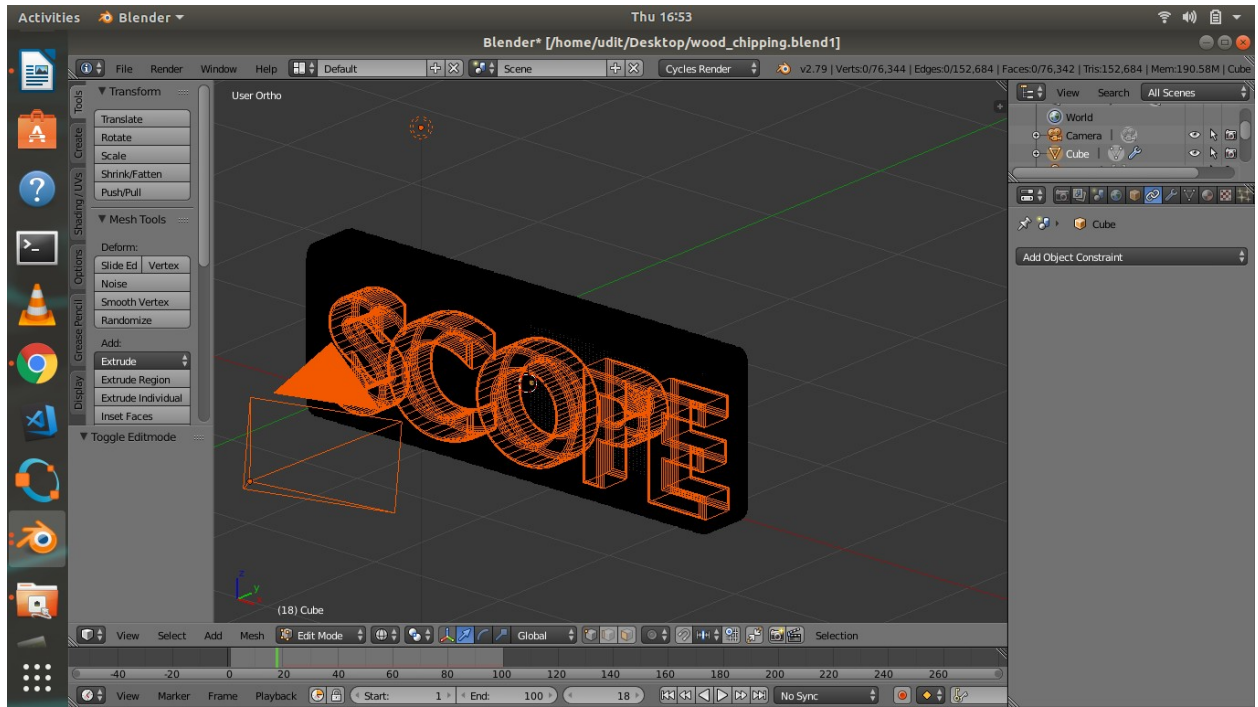 Activities Blender Thu 16:53
Blender* [/home/udit/Desktop/wood_chipping.blend1]
File Render Window Help Default Scene Cycles Render v2.79 | Verts:0/76,344 | Edges:0/152,684 | Faces:0/76,342 | Tris:152,684 | Mem:190.58M | Cube
Tools
Create
Shading / UVs
Options
Grease Pencil
Display
Transform
Translate
Rotate
Scale
Shrink/Fatten
Push/Pull
Mesh Tools
Deform:
Slide Ed Vertex
Noise
Smooth Vertex
Randomize
Add:
Extrude
Extrude Region
Extrude Individual
Inset Faces
Toggle Editmode
User Ortho
SCOPE
z
y
(18) Cube
View Search All Scenes
World
Camera
Cube
Cube
Add Object Constraint
View Select Add Mesh Edit Mode Global Selection
-40 -20 0 20 40 60 80 100 120 140 160 180 200 220 240 260
View Marker Frame Playback Start: 1 End: 100 18 No Sync